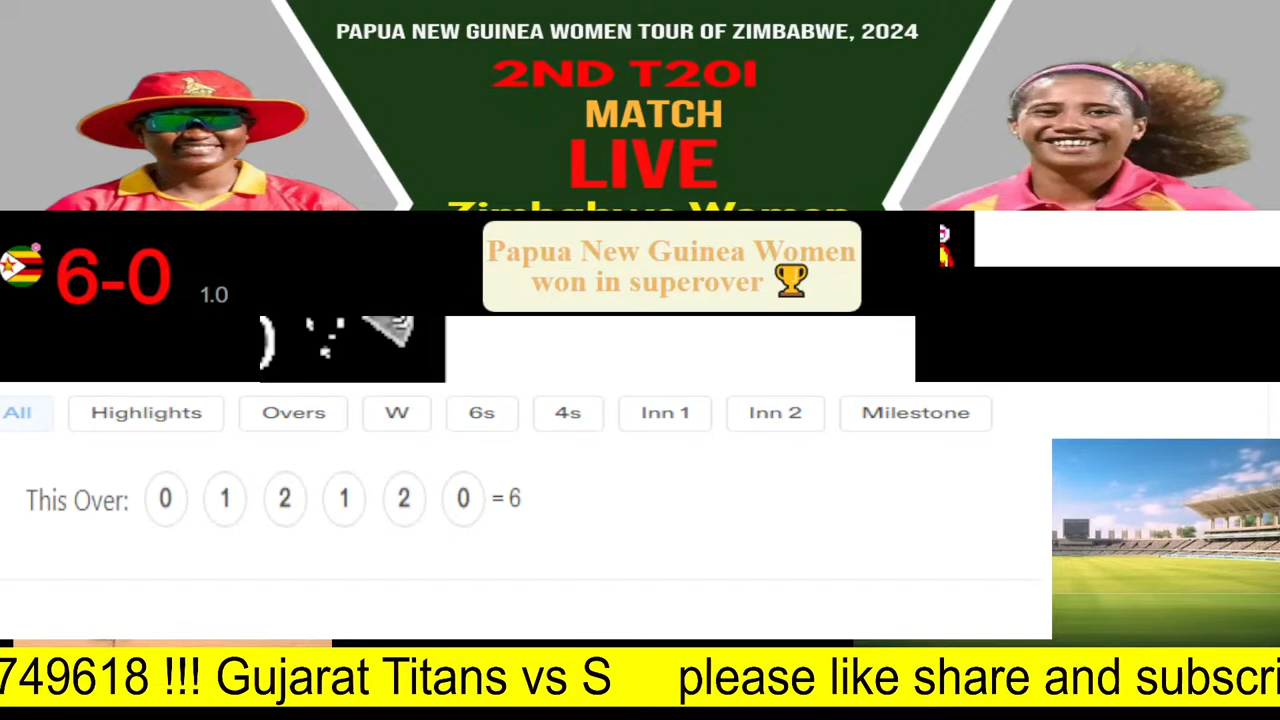 PAPUA NEW GUINEA WOMEN TOUR OF ZIMBABWE, 2024
2ND T20I
MATCH
LIVE
Zimbabwe Women
6-0 1.0
Papua New Guinea Women
won in superover 🏆
All Highlights Overs W 6s 4s Inn 1 Inn 2 Milestone
This Over: 0 1 2 1 2 0 = 6
749618 !!! Gujarat Titans vs S please like share and subscri